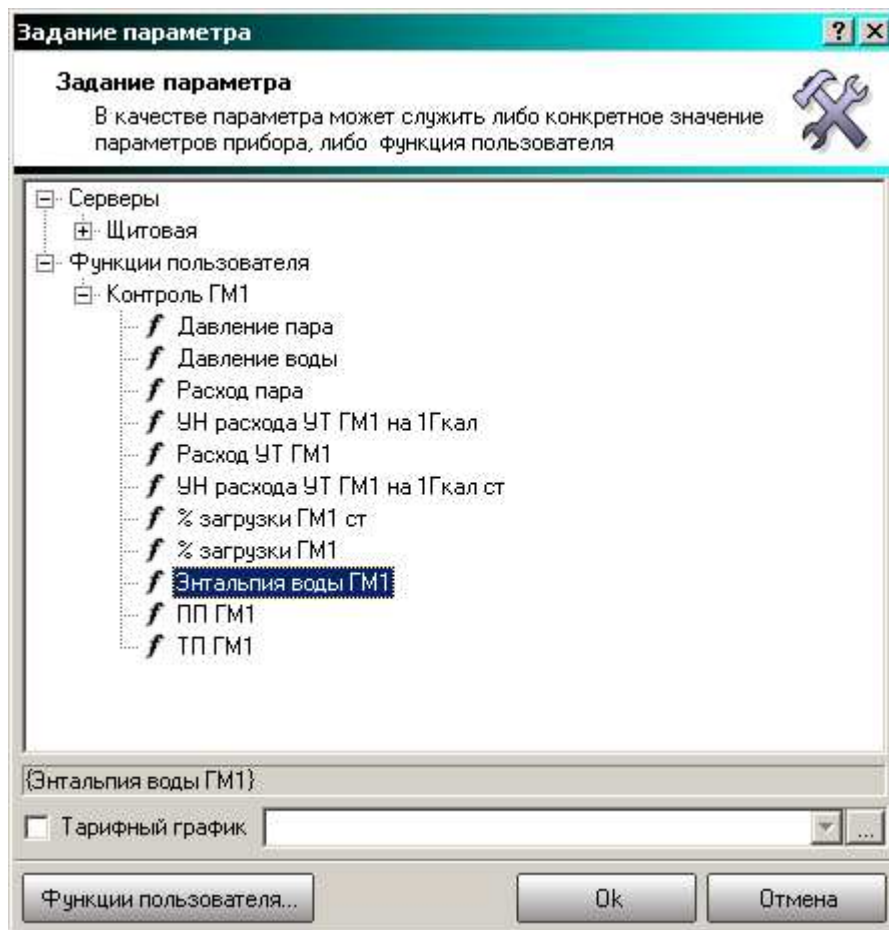 Задание параметра
Задание параметра
В качестве параметра может служить либо конкретное значение
параметров прибора, либо функция пользователя
Серверы
Щитовая
Функции пользователя
Контроль ГМ1
Давление пара
Давление воды
Расход пара
УН расхода УТ ГМ1 на 1Гкал
Расход УТ ГМ1
УН расхода УТ ГМ1 на 1Гкал ст
% загрузки ГМ1 ст
% загрузки ГМ1
Энтальпия воды ГМ1
ПП ГМ1
ТП ГМ1
{Энтальпия воды ГМ1}
Тарифный график ...
Функции пользователя... Ok Отмена